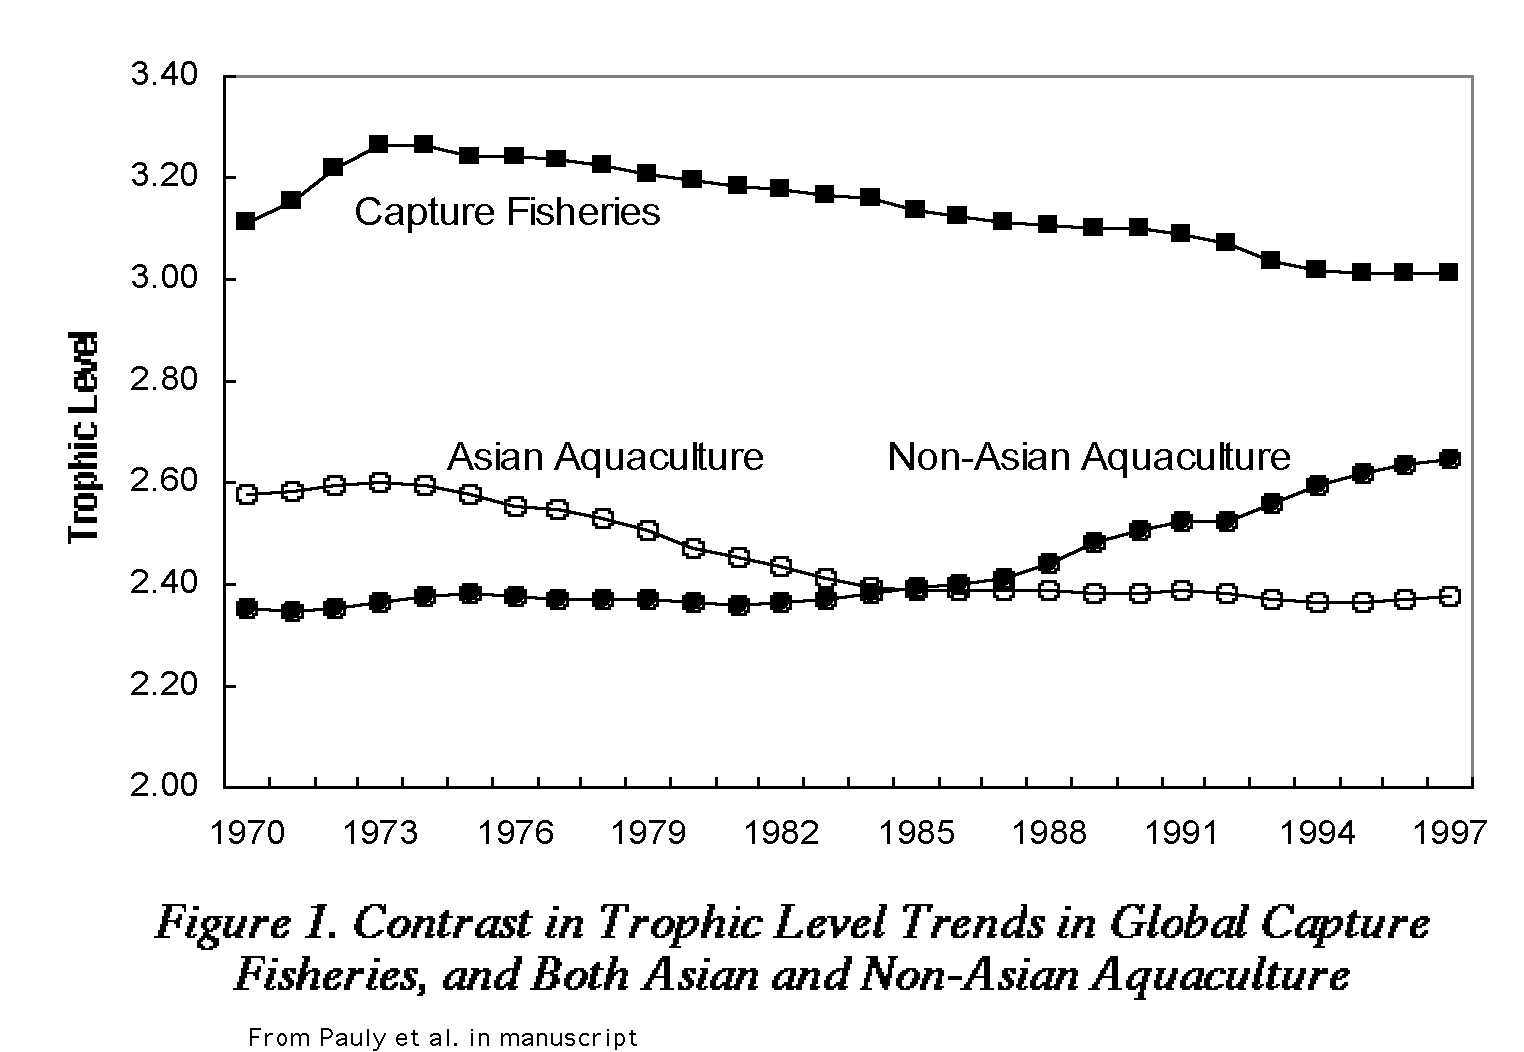 3.40
3.20
Capture Fisheries
3.00
2.80
Trophic Level
Asian Aquaculture
Non-Asian Aquaculture
2.60
2.40
2.20
2.00
1970 1973 1976 1979 1982 1985 1988 1991 1994 1997
Figure 1. Contrast in Trophic Level Trends in Global Capture
Fisheries, and Both Asian and Non-Asian Aquaculture
From Pauly et al. in manuscript